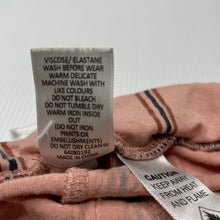 VISCOSE/ ELASTANE
WASH BEFORE WEAR
WARM DELICATE
MACHINE WASH WITH
LIKE COLOURS
DO NOT BLEACH
DO NOT TUMBLE DRY
WARM IRON INSIDE
OUT
(DO NOT IRON
PRINTS OR
EMBELLISHMENTS)
DO NOT DRY CLEAN
64080192
MADE IN CHINA
CAUTION
KEEP AWAY
FROM HEAT
AND FIRE